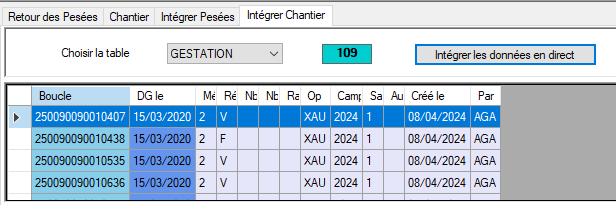 Retour des Pesées Chantier Intégrer Pesées Intégrer Chantier
Choisir la table GESTATION 109 Intégrer les données en direct
Boucle DG le Mé Ré Nb Nb Ra Op Camp Sa Au Créé le Par
250090090010407 15/03/2020 2 V XAU 2024 1 08/04/2024 AGA
250090090010438 15/03/2020 2 F XAU 2024 1 08/04/2024 AGA
250090090010535 15/03/2020 2 V XAU 2024 1 08/04/2024 AGA
250090090010636 15/03/2020 2 V XAU 2024 1 08/04/2024 AGA